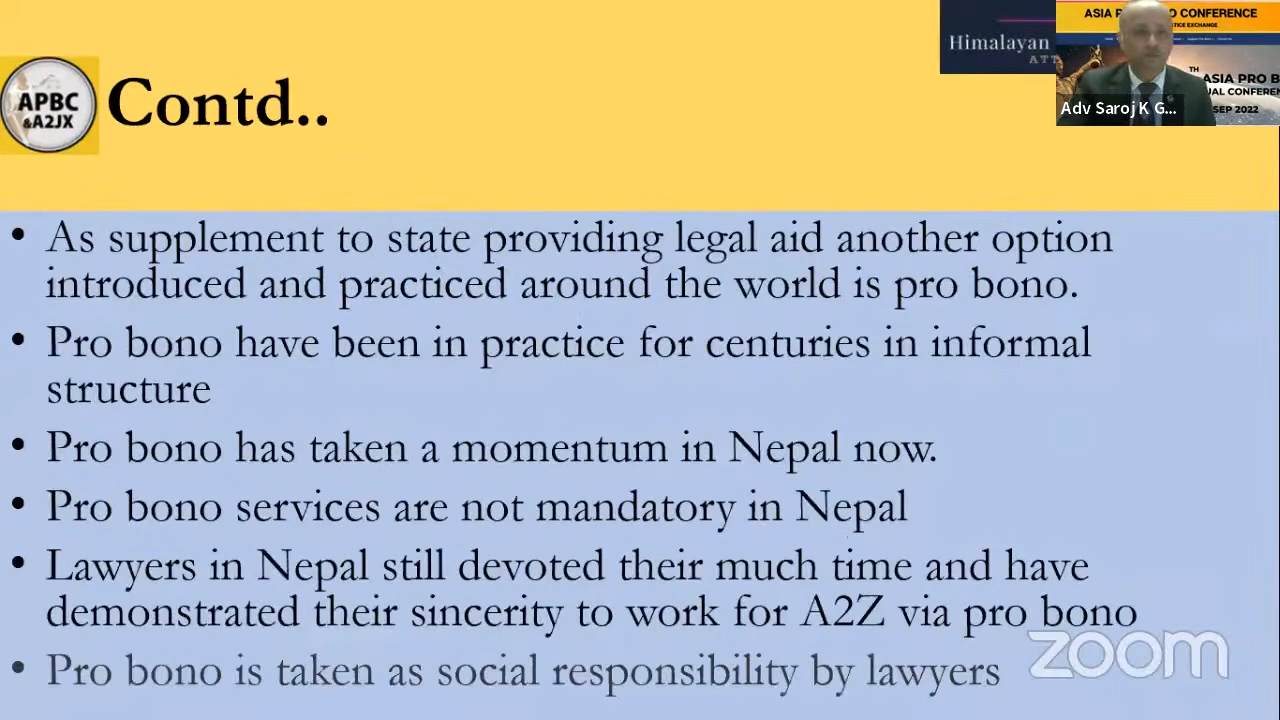 Himalayan
ATT
ASIA P
O CONFERENCE
TICE EXCHANGE
TH
ASIA PRO B
UAL CONFEREN
SEP 2022
Adv Saroj K G...
APBC
&A2JX
Contd..
• As supplement to state providing legal aid another option
introduced and practiced around the world is pro bono.
• Pro bono have been in practice for centuries in informal
structure
• Pro bono has taken a momentum in Nepal now.
• Pro bono services are not mandatory in Nepal
• Lawyers in Nepal still devoted their much time and have
demonstrated their sincerity to work for A2Z via pro bono
• Pro bono is taken as social responsibility by lawyers
zoom